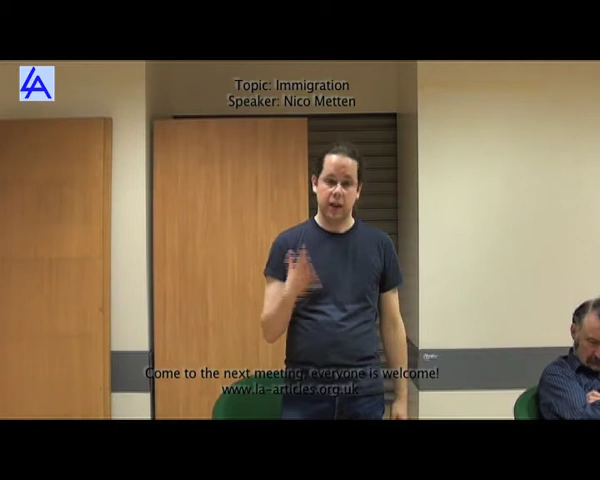 LA
Topic: Immigration
Speaker: Nico Metten
Come to the next meeting, everyone is welcome!
www.la-articles.org.uk